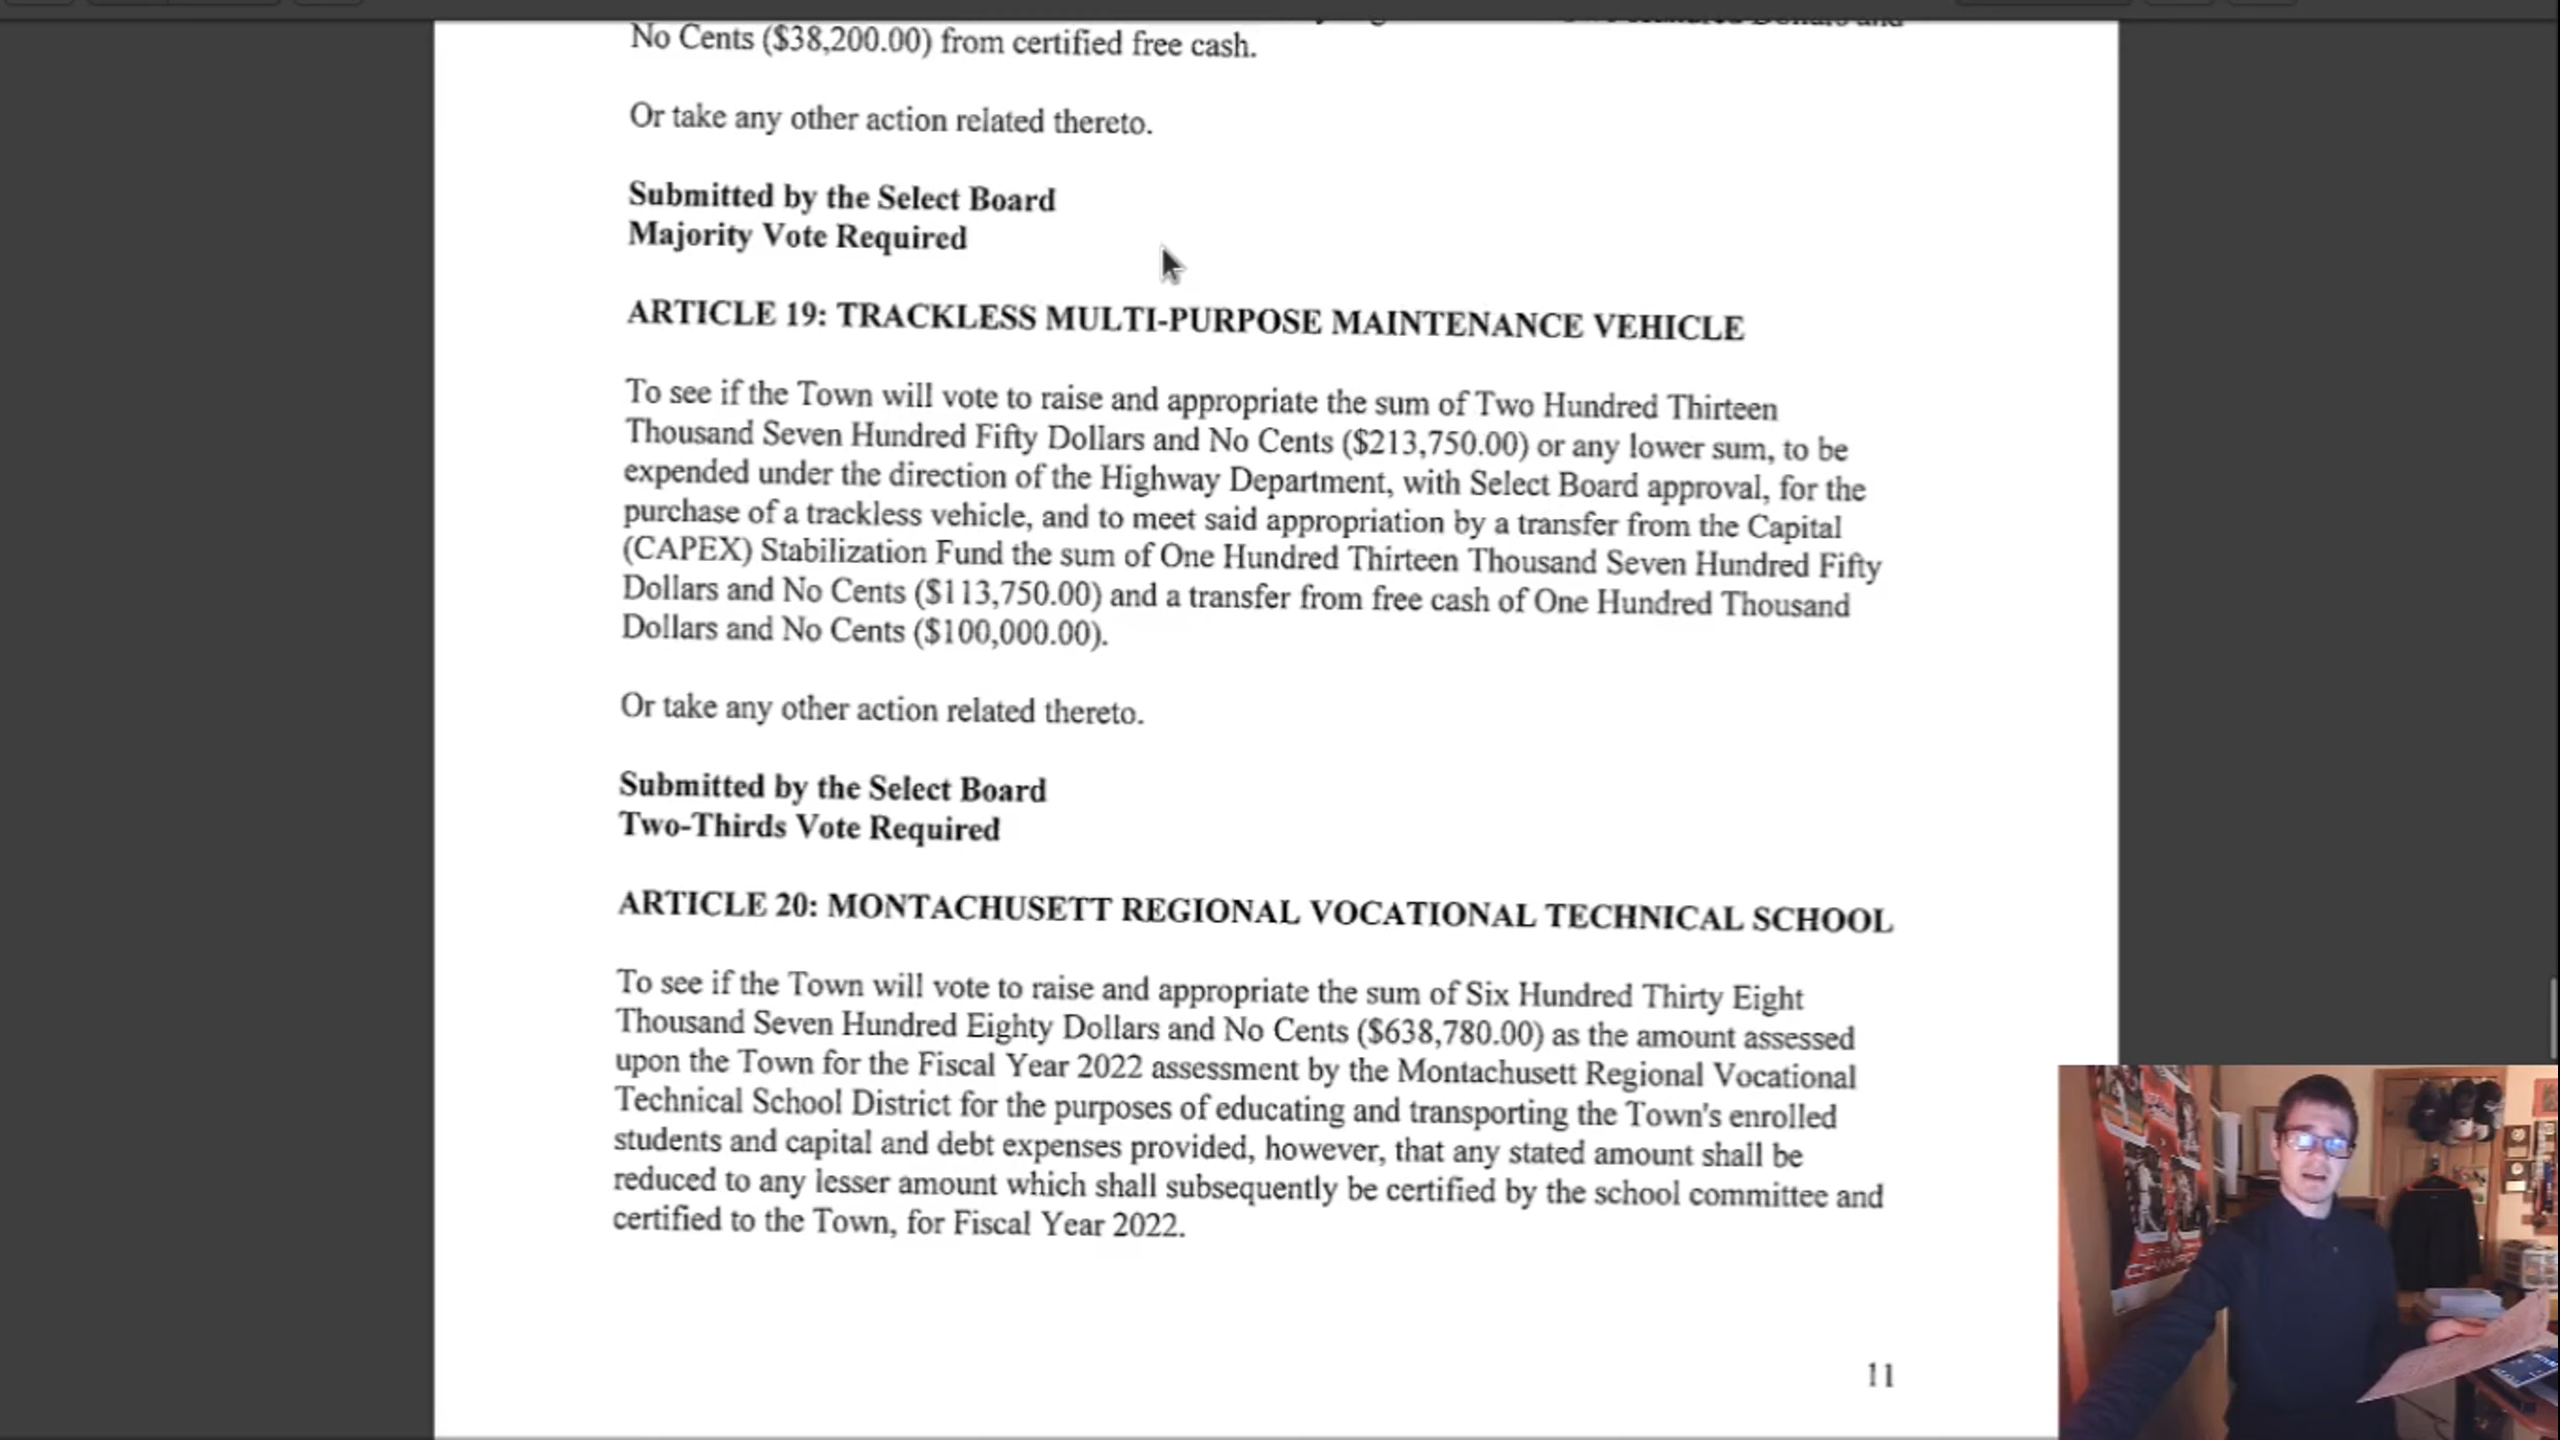 Hundred Dollars and
No Cents ($38,200.00) from certified free cash.
Or take any other action related thereto.
Submitted by the Select Board
Majority Vote Required
ARTICLE 19: TRACKLESS MULTI-PURPOSE MAINTENANCE VEHICLE
To see if the Town will vote to raise and appropriate the sum of Two Hundred Thirteen
Thousand Seven Hundred Fifty Dollars and No Cents ($213,750.00) or any lower sum, to be
expended under the direction of the Highway Department, with Select Board approval, for the
purchase of a trackless vehicle, and to meet said appropriation by a transfer from the Capital
(CAPEX) Stabilization Fund the sum of One Hundred Thirteen Thousand Seven Hundred Fifty
Dollars and No Cents ($113,750.00) and a transfer from free cash of One Hundred Thousand
Dollars and No Cents ($100,000.00).
Or take any other action related thereto.
Submitted by the Select Board
Two-Thirds Vote Required
ARTICLE 20: MONTACHUSETT REGIONAL VOCATIONAL TECHNICAL SCHOOL
To see if the Town will vote to raise and appropriate the sum of Six Hundred Thirty Eight
Thousand Seven Hundred Eighty Dollars and No Cents ($638,780.00) as the amount assessed
upon the Town for the Fiscal Year 2022 assessment by the Montachusett Regional Vocational
Technical School District for the purposes of educating and transporting the Town's enrolled
students and capital and debt expenses provided, however, that any stated amount shall be
reduced to any lesser amount which shall subsequently be certified by the school committee and
certified to the Town, for Fiscal Year 2022.
11